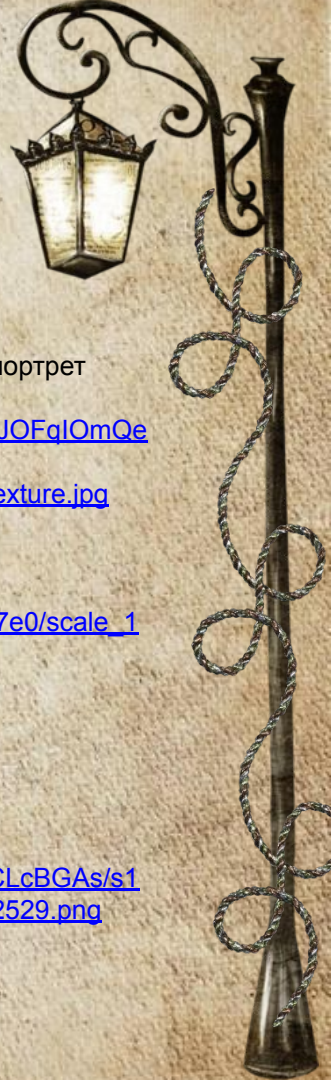 портрет
JOFqIOmQe
exture.jpg
7e0/scale_1
CLcBGAs/s1
2529.png